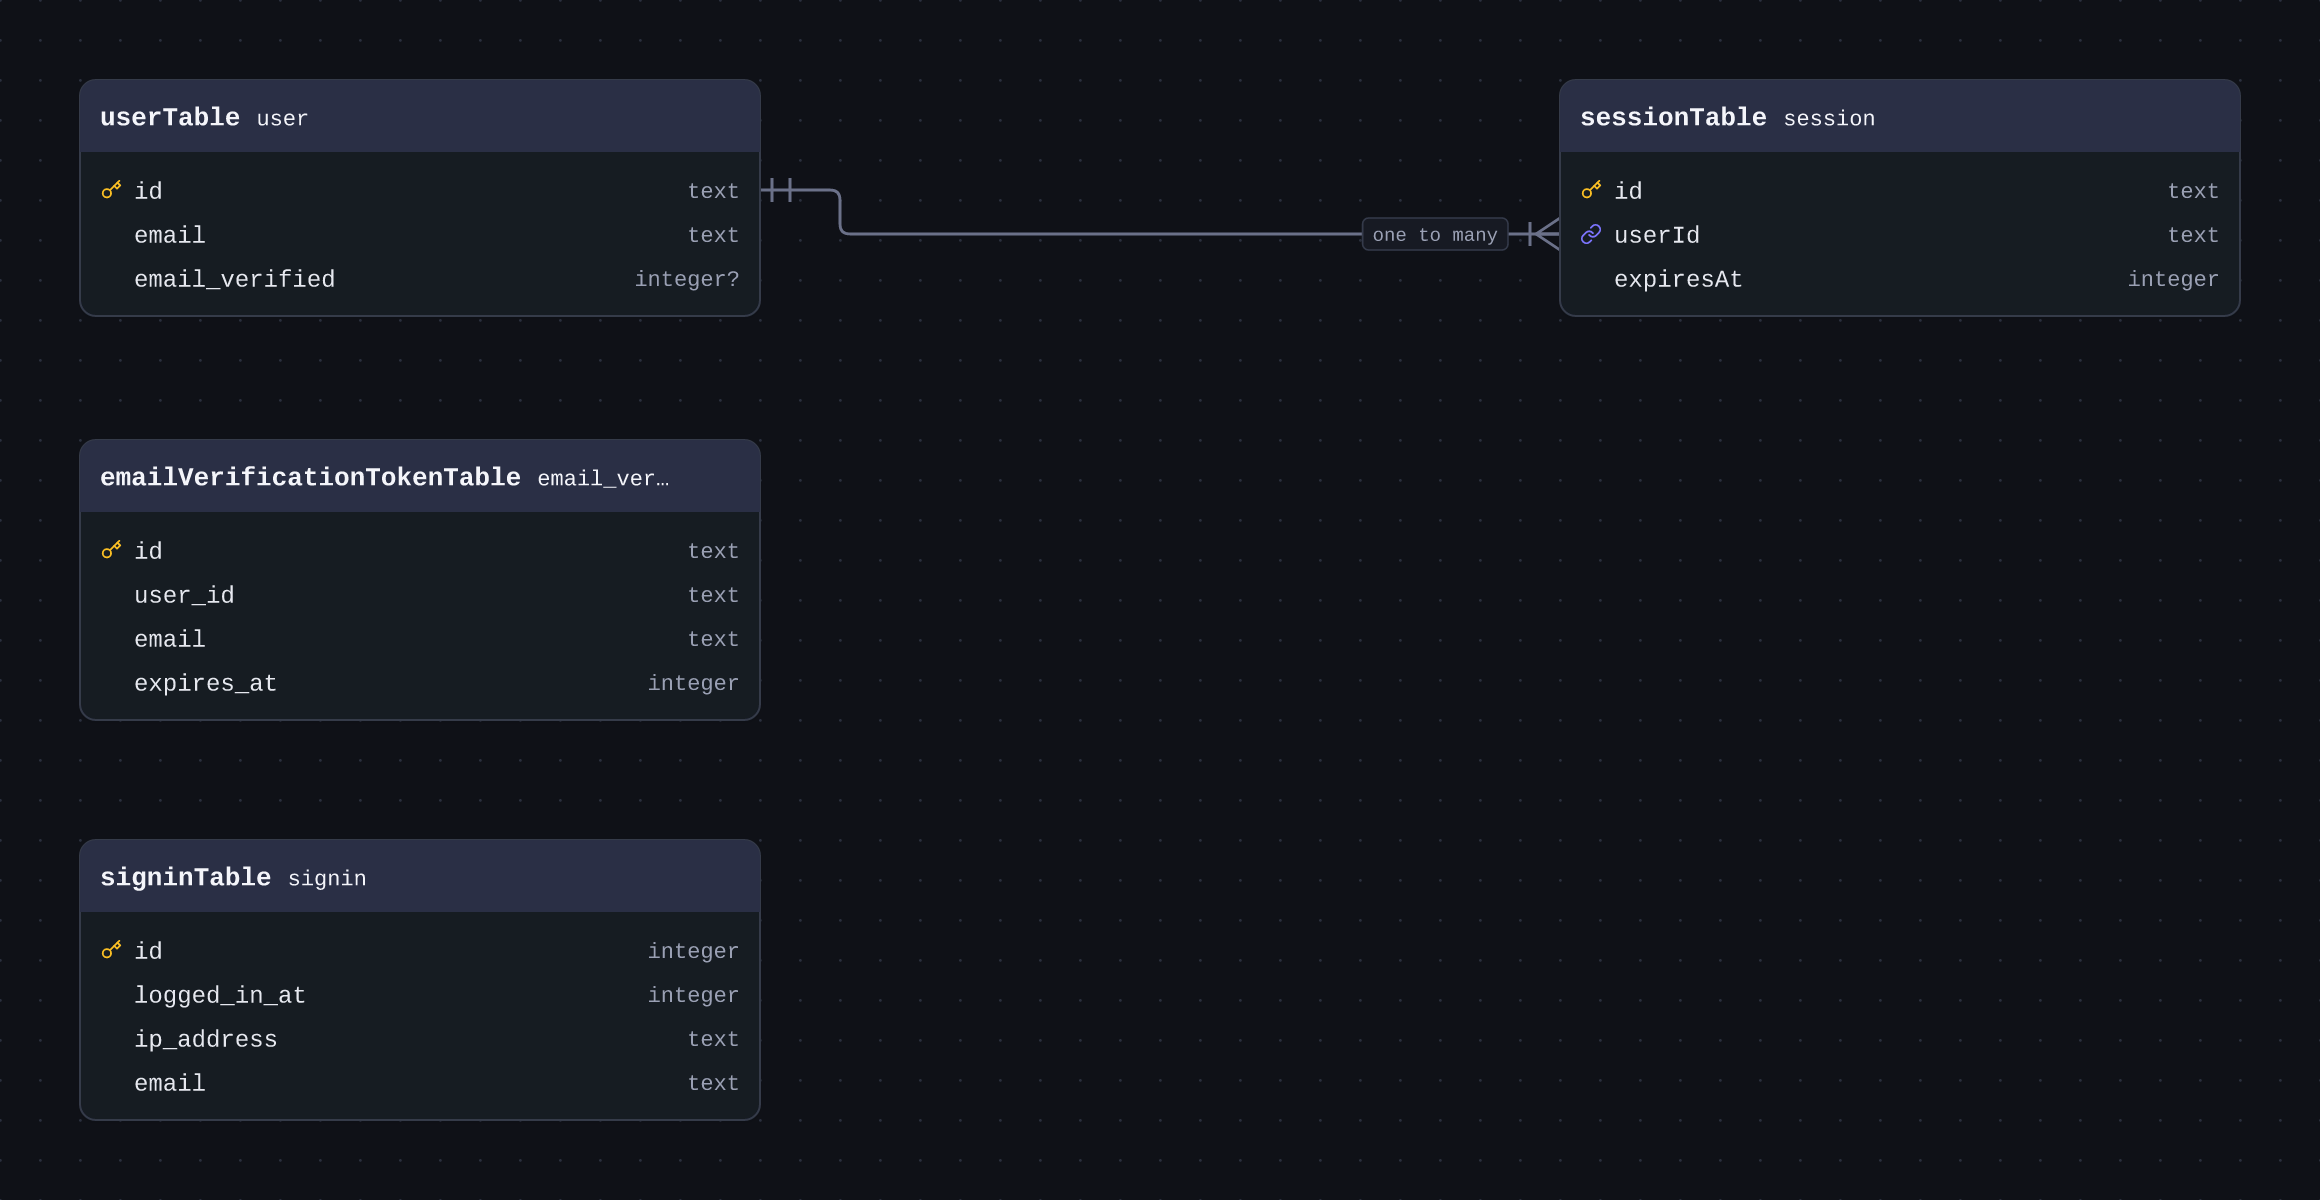 userTable user
id text
email text
email_verified integer?
one to many
sessionTable session
id text
userId text
expiresAt integer
emailVerificationTokenTable email_ver…
id text
user_id text
email text
expires_at integer
signinTable signin
id integer
logged_in_at integer
ip_address text
email text